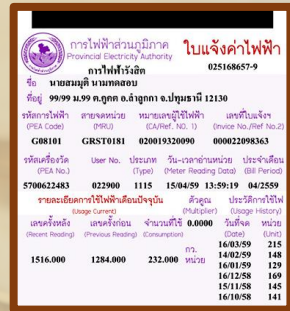 การไฟฟ้าส่วนภูมิภาค
Provincial Electricity Authority
ใบแจ้งค่าไฟฟ้า
การไฟฟ้ารังสิต 025168657-9
ชื่อ นายสมมุติ นามทดสอบ
ที่อยู่ 99/99 ม.99 ต.คูคต อ.ลำลูกกา จ.ปทุมธานี 12130
รหัสการไฟฟ้า สายจดหน่วย หมายเลขผู้ใช้ไฟฟ้า เลขที่ใบแจ้งฯ
(PEA Code) (MRU) (CA/Ref. NO. 1) (Invice No./Ref No.2)
G08101 GRST0181 020019320090 000022098363
รหัสเครื่องวัด User No. ประเภท วัน-เวลาอ่านหน่วย ประจำเดือน
(PEA No.) (Type) (Meter Reading Data) (Bill Period)
5700622483 022900 1115 15/04/59 13:59:19 04/2559
รายละเอียดการใช้ไฟฟ้าเดือนปัจจุบัน ตัวคูณ ประวัติการใช้ไฟ
(Usage Current) (Multiplier) (Usage History)
เลขครั้งหลัง เลขครั้งก่อน จำนวนที่ใช้ 0.0000 วันที่จด หน่วย
(Recent Reading) (Previous Reading) (Consumption) (Date) (Unit)
กว. 16/03/59 215
1516.000 1284.000 232.000 หน่วย 14/02/59 148
16/01/59 129
16/12/58 169
15/11/58 145
16/10/58 141